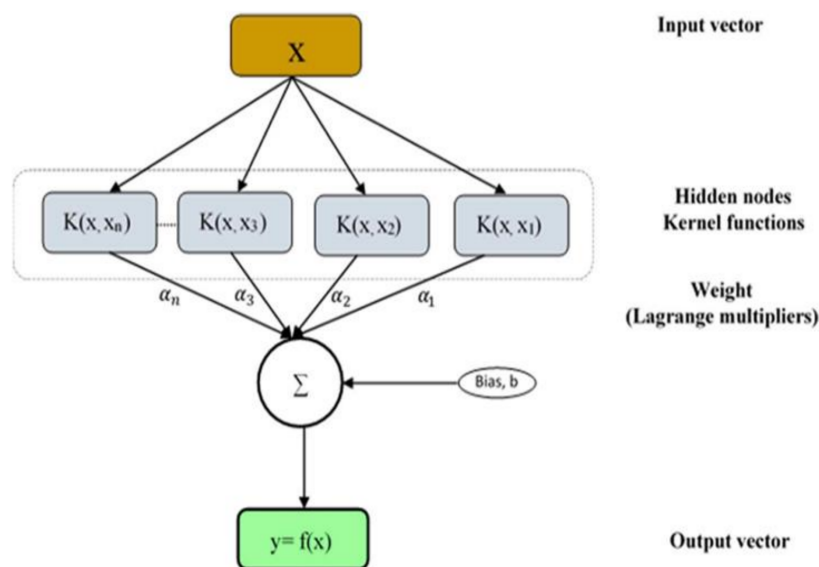 Input vector
X
Hidden nodes
Kernel functions
K(x, xn)
K(x, x3)
K(x, x2)
K(x, x1)
αn
α3
α2
α1
Weight
(Lagrange multipliers)
Σ
Bias, b
y= f(x)
Output vector